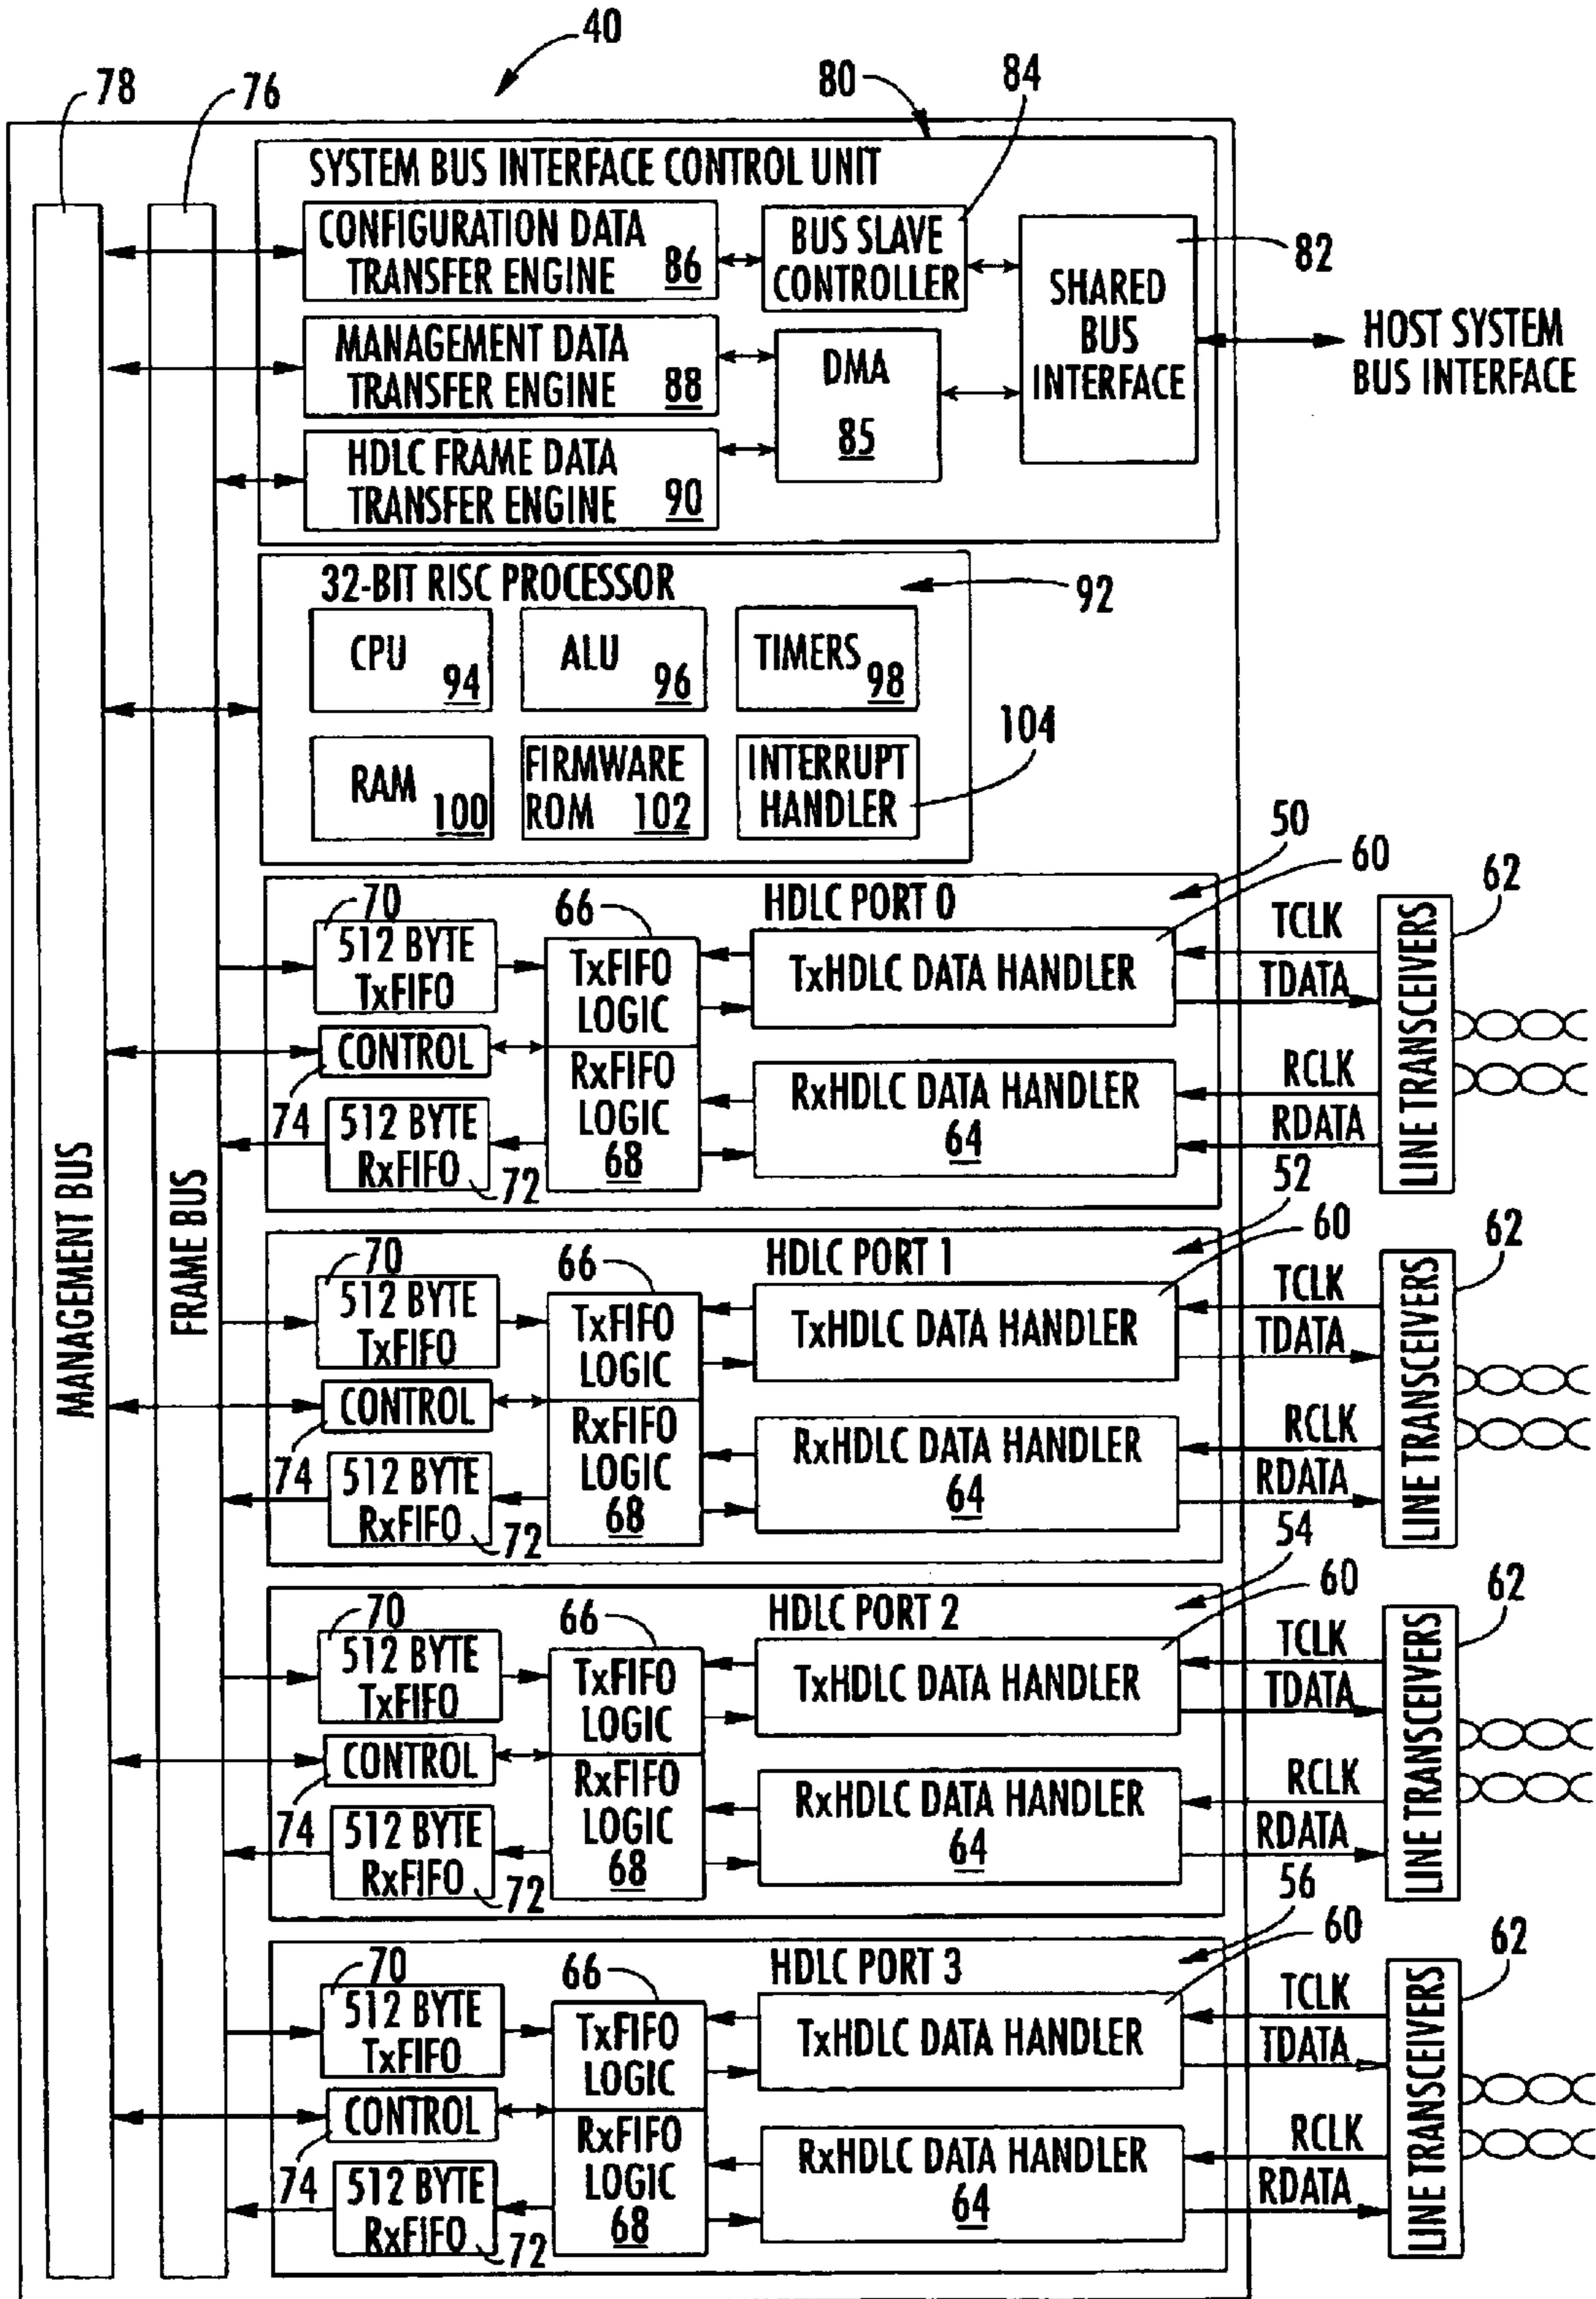 40
78
76
80
84
SYSTEM BUS INTERFACE CONTROL UNIT
CONFIGURATION DATA
TRANSFER ENGINE 86
BUS SLAVE
CONTROLLER
82
SHARED
BUS
INTERFACE
HOST SYSTEM
BUS INTERFACE
MANAGEMENT DATA
TRANSFER ENGINE 88
DMA
85
HDLC FRAME DATA
TRANSFER ENGINE 90
32-BIT RISC PROCESSOR
92
CPU
94
ALU
96
TIMERS
98
RAM
100
FIRMWARE
ROM 102
INTERRUPT
HANDLER
104
MANAGEMENT BUS
FRAME BUS
50
HDLC PORT 0
60
62
70
512 BYTE
TxFIFO
66
TxFIFO
LOGIC
TxHDLC DATA HANDLER
TCLK
TDATA
LINE TRANSCEIVERS
CONTROL
74
RxFIFO
LOGIC
68
RxHDLC DATA HANDLER
64
RCLK
RDATA
512 BYTE
RxFIFO
72
52
HDLC PORT 1
60
62
70
512 BYTE
TxFIFO
66
TxFIFO
LOGIC
TxHDLC DATA HANDLER
TCLK
TDATA
LINE TRANSCEIVERS
CONTROL
74
RxFIFO
LOGIC
68
RxHDLC DATA HANDLER
64
RCLK
RDATA
512 BYTE
RxFIFO
72
54
HDLC PORT 2
60
62
70
512 BYTE
TxFIFO
66
TxFIFO
LOGIC
TxHDLC DATA HANDLER
TCLK
TDATA
LINE TRANSCEIVERS
CONTROL
74
RxFIFO
LOGIC
68
RxHDLC DATA HANDLER
64
RCLK
RDATA
512 BYTE
RxFIFO
72
56
HDLC PORT 3
60
62
70
512 BYTE
TxFIFO
66
TxFIFO
LOGIC
TxHDLC DATA HANDLER
TCLK
TDATA
LINE TRANSCEIVERS
CONTROL
74
RxFIFO
LOGIC
68
RxHDLC DATA HANDLER
64
RCLK
RDATA
512 BYTE
RxFIFO
72